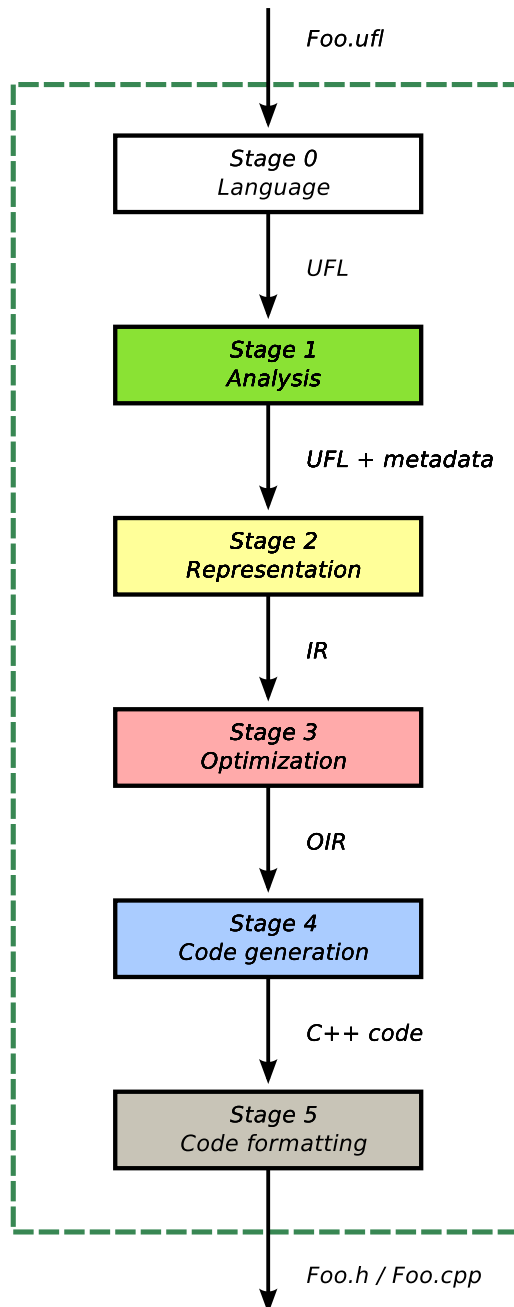 Foo.ufl
Stage 0
Language
UFL
Stage 1
Analysis
UFL + metadata
Stage 2
Representation
IR
Stage 3
Optimization
OIR
Stage 4
Code generation
C++ code
Stage 5
Code formatting
Foo.h / Foo.cpp